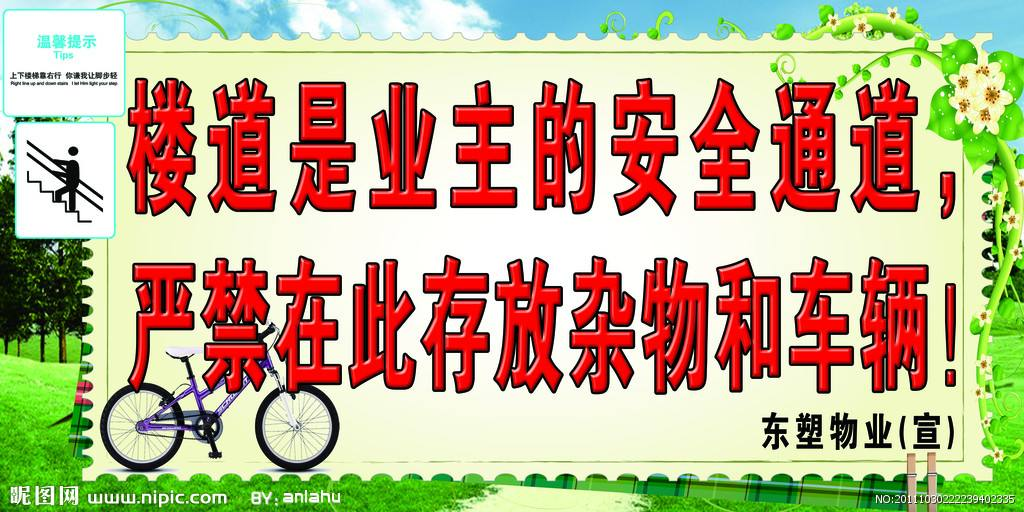 温馨提示
Tips
上下楼梯靠右行 你谦我让脚步轻
Right line up and down stairs I let Him light your step.
楼道是业主的安全通道，
严禁在此存放杂物和车辆！
东塑物业(宣)
昵图网 www.nipic.com BY: anlahu
NO:20111030222239402335